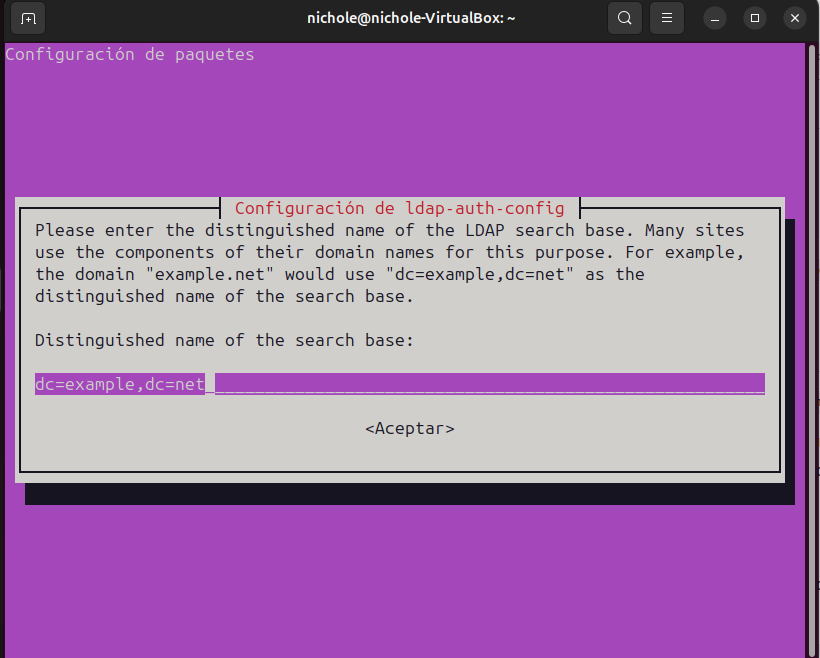 nichole@nichole-VirtualBox: ~
Configuración de paquetes
Configuración de ldap-auth-config
Please enter the distinguished name of the LDAP search base. Many sites
use the components of their domain names for this purpose. For example,
the domain "example.net" would use "dc=example,dc=net" as the
distinguished name of the search base.
Distinguished name of the search base:
dc=example,dc=net
<Aceptar>